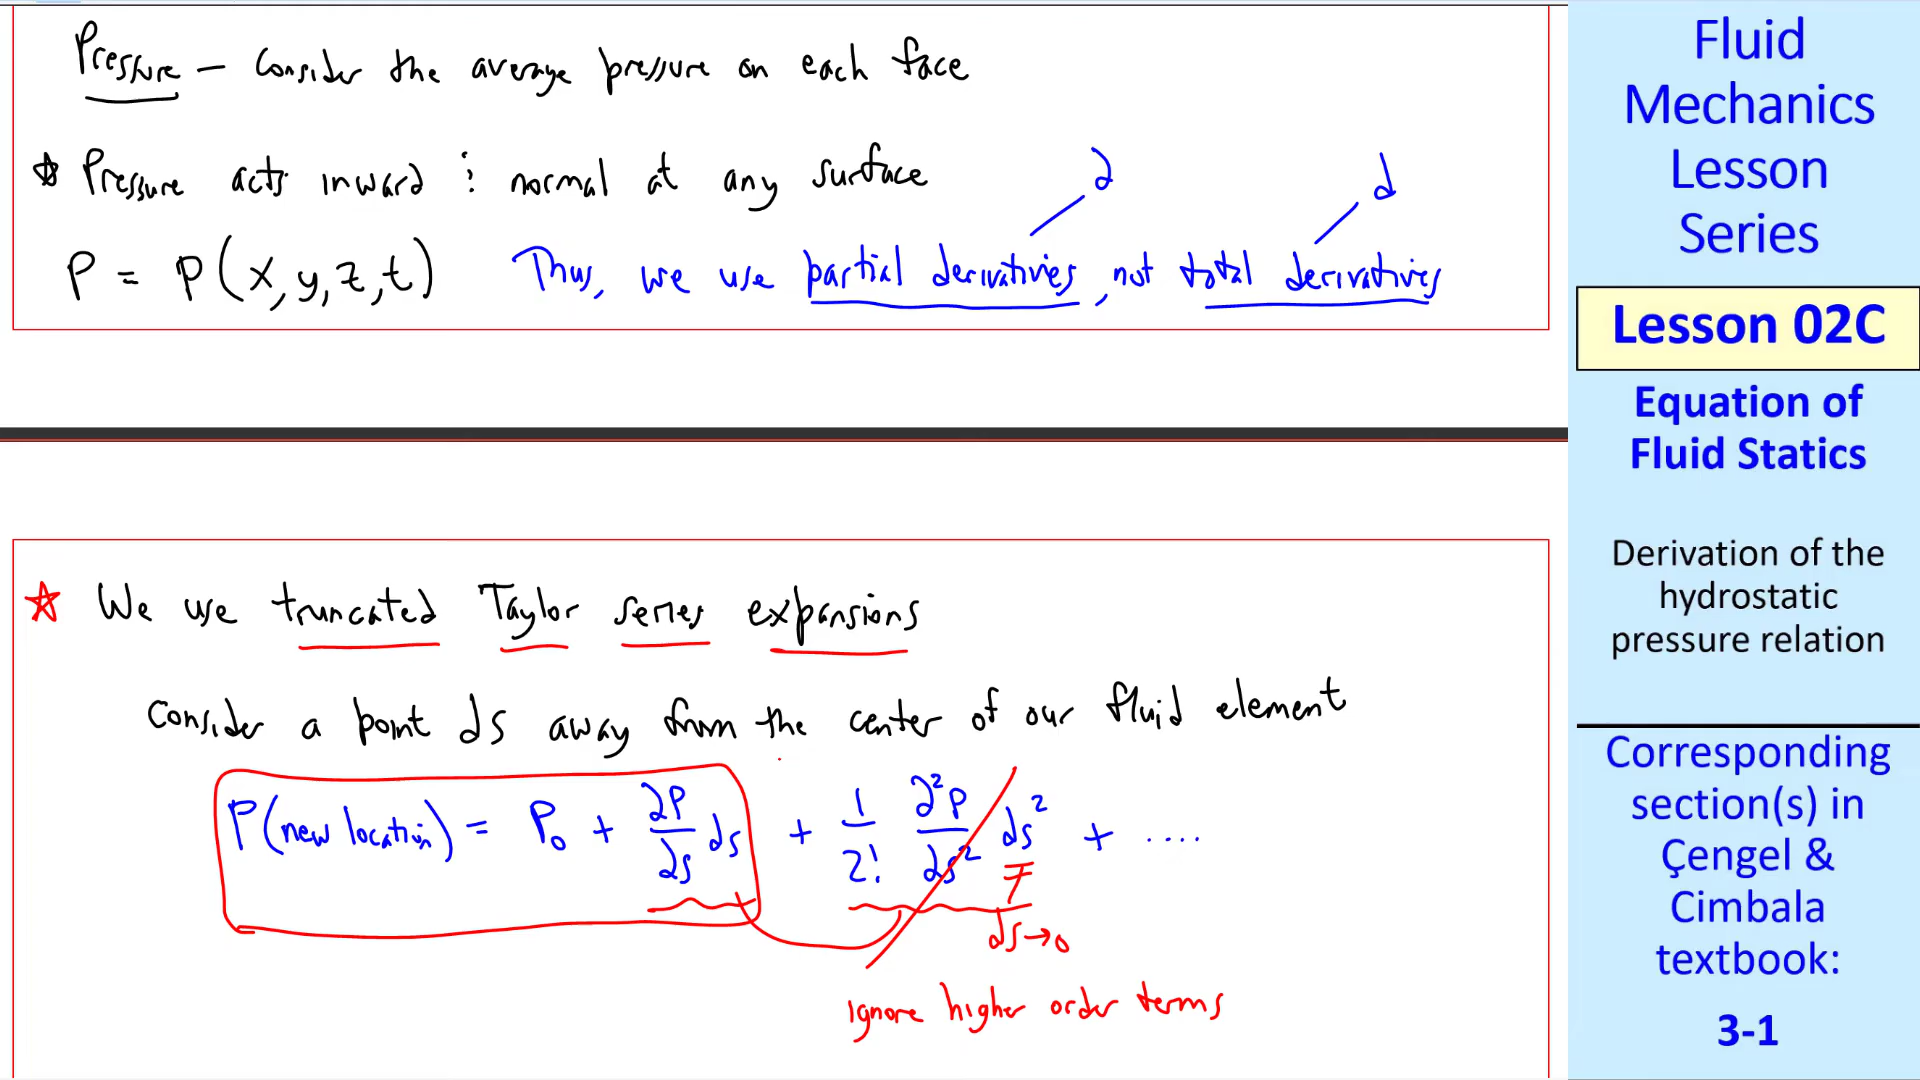 Pressure – Consider the average pressure on each face
☆ Pressure acts inward & normal at any surface
∂
d
P = P(x,y,z,t) Thus, we use partial derivatives, not total derivatives
☆ We use truncated Taylor series expansions
Consider a point ds away from the center of our fluid element
P(new location) = P₀ + ∂P/∂s ds + 1/2! ∂²P/∂s² ds² + ....
ds→0
ignore higher order terms
Fluid
Mechanics
Lesson
Series
Lesson 02C
Equation of
Fluid Statics
Derivation of the
hydrostatic
pressure relation
Corresponding
section(s) in
Çengel &
Cimbala
textbook:
3-1